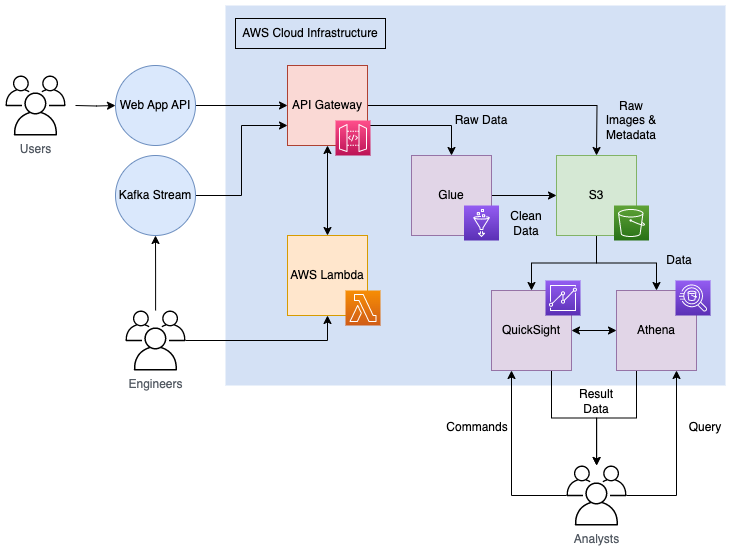 AWS Cloud Infrastructure
Web App API
API Gateway
Raw
Images &
Metadata
Users
Raw Data
Kafka Stream
Glue
S3
Clean
Data
AWS Lambda
Data
QuickSight
Athena
Engineers
Result
Data
Commands
Query
Analysts